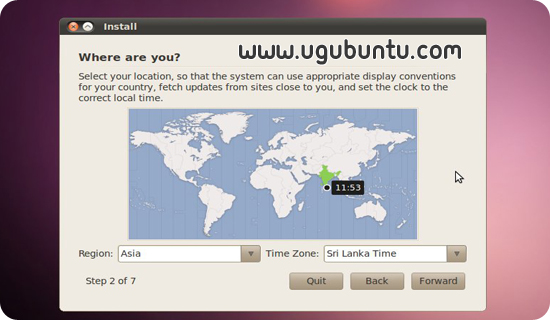 Install
Where are you?
www.ugubuntu.com
Select your location, so that the system can use appropriate display conventions
for your country, fetch updates from sites close to you, and set the clock to the
correct local time.
11:53
Region: Asia Time Zone: Sri Lanka Time
Step 2 of 7 Quit Back Forward